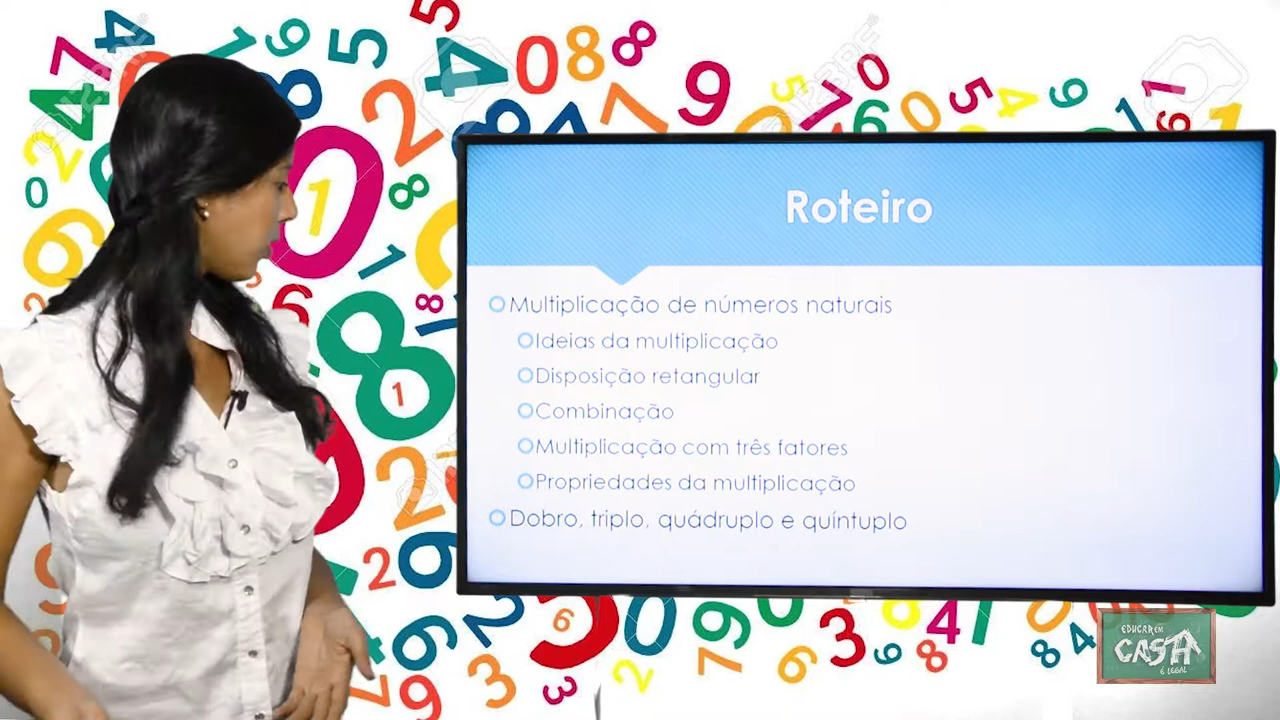 Roteiro
Multiplicação de números naturais
Ideias da multiplicação
Disposição retangular
Combinação
Multiplicação com três fatores
Propriedades da multiplicação
Dobro, triplo, quádruplo e quíntuplo
EDUCAR EM
CASA
É LEGAL